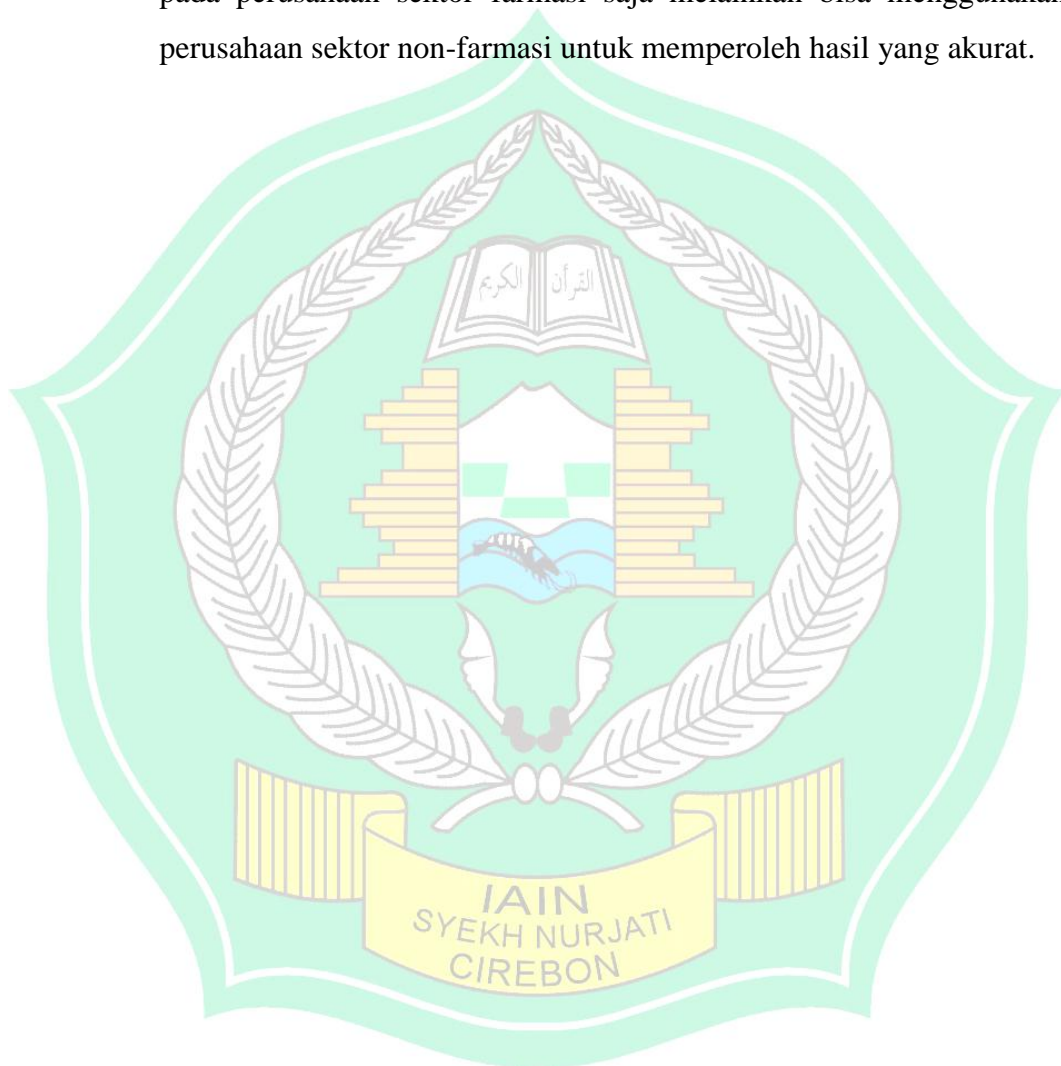 pada perusahaan sektor farmasi saja melainkan bisa menggunakan
perusahaan sektor non-farmasi untuk memperoleh hasil yang akurat.
القرآن
الكريم
IAIN
SYEKH NURJATI
CIREBON